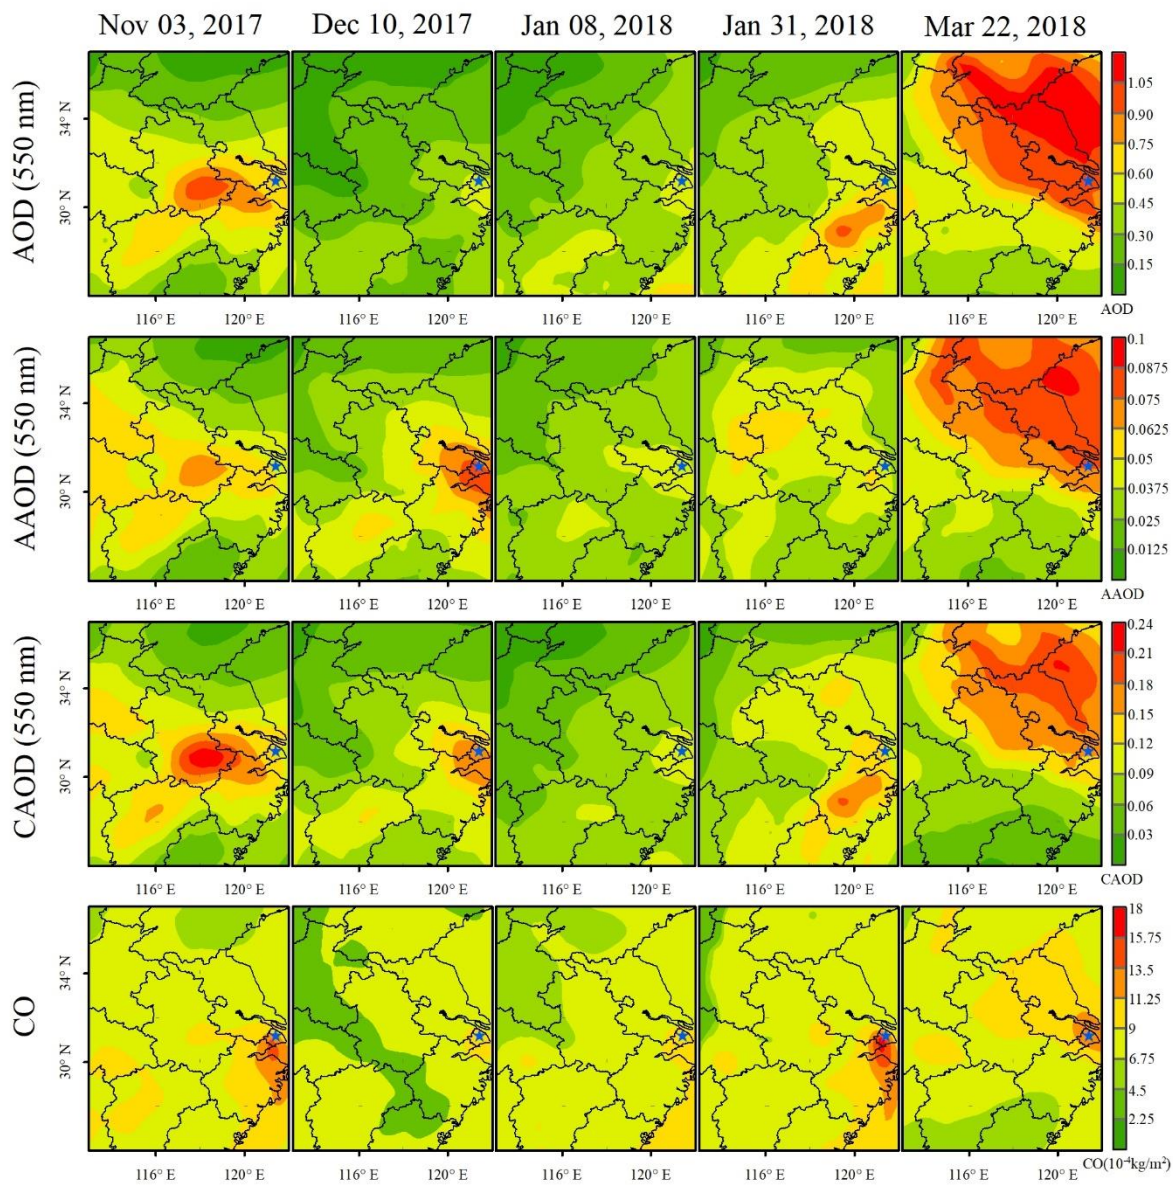 Nov 03, 2017 Dec 10, 2017 Jan 08, 2018 Jan 31, 2018 Mar 22, 2018
AOD (550 nm)
34° N
30° N
1.05
0.90
0.75
0.60
0.45
0.30
0.15
AOD
116° E 120° E 116° E 120° E 116° E 120° E 116° E 120° E 116° E 120° E
AAOD (550 nm)
34° N
30° N
0.1
0.0875
0.75
0.0625
0.05
0.0375
0.025
0.0125
AAOD
116° E 120° E 116° E 120° E 116° E 120° E 116° E 120° E 116° E 120° E
CAOD (550 nm)
34° N
30° N
0.24
0.21
0.18
0.15
0.12
0.09
0.06
0.03
CAOD
116° E 120° E 116° E 120° E 116° E 120° E 116° E 120° E 116° E 120° E
CO
34° N
30° N
18
15.75
13.5
11.25
9
6.75
4.5
2.25
CO(10⁻⁴kg/m²)
116° E 120° E 116° E 120° E 116° E 120° E 116° E 120° E 116° E 120° E